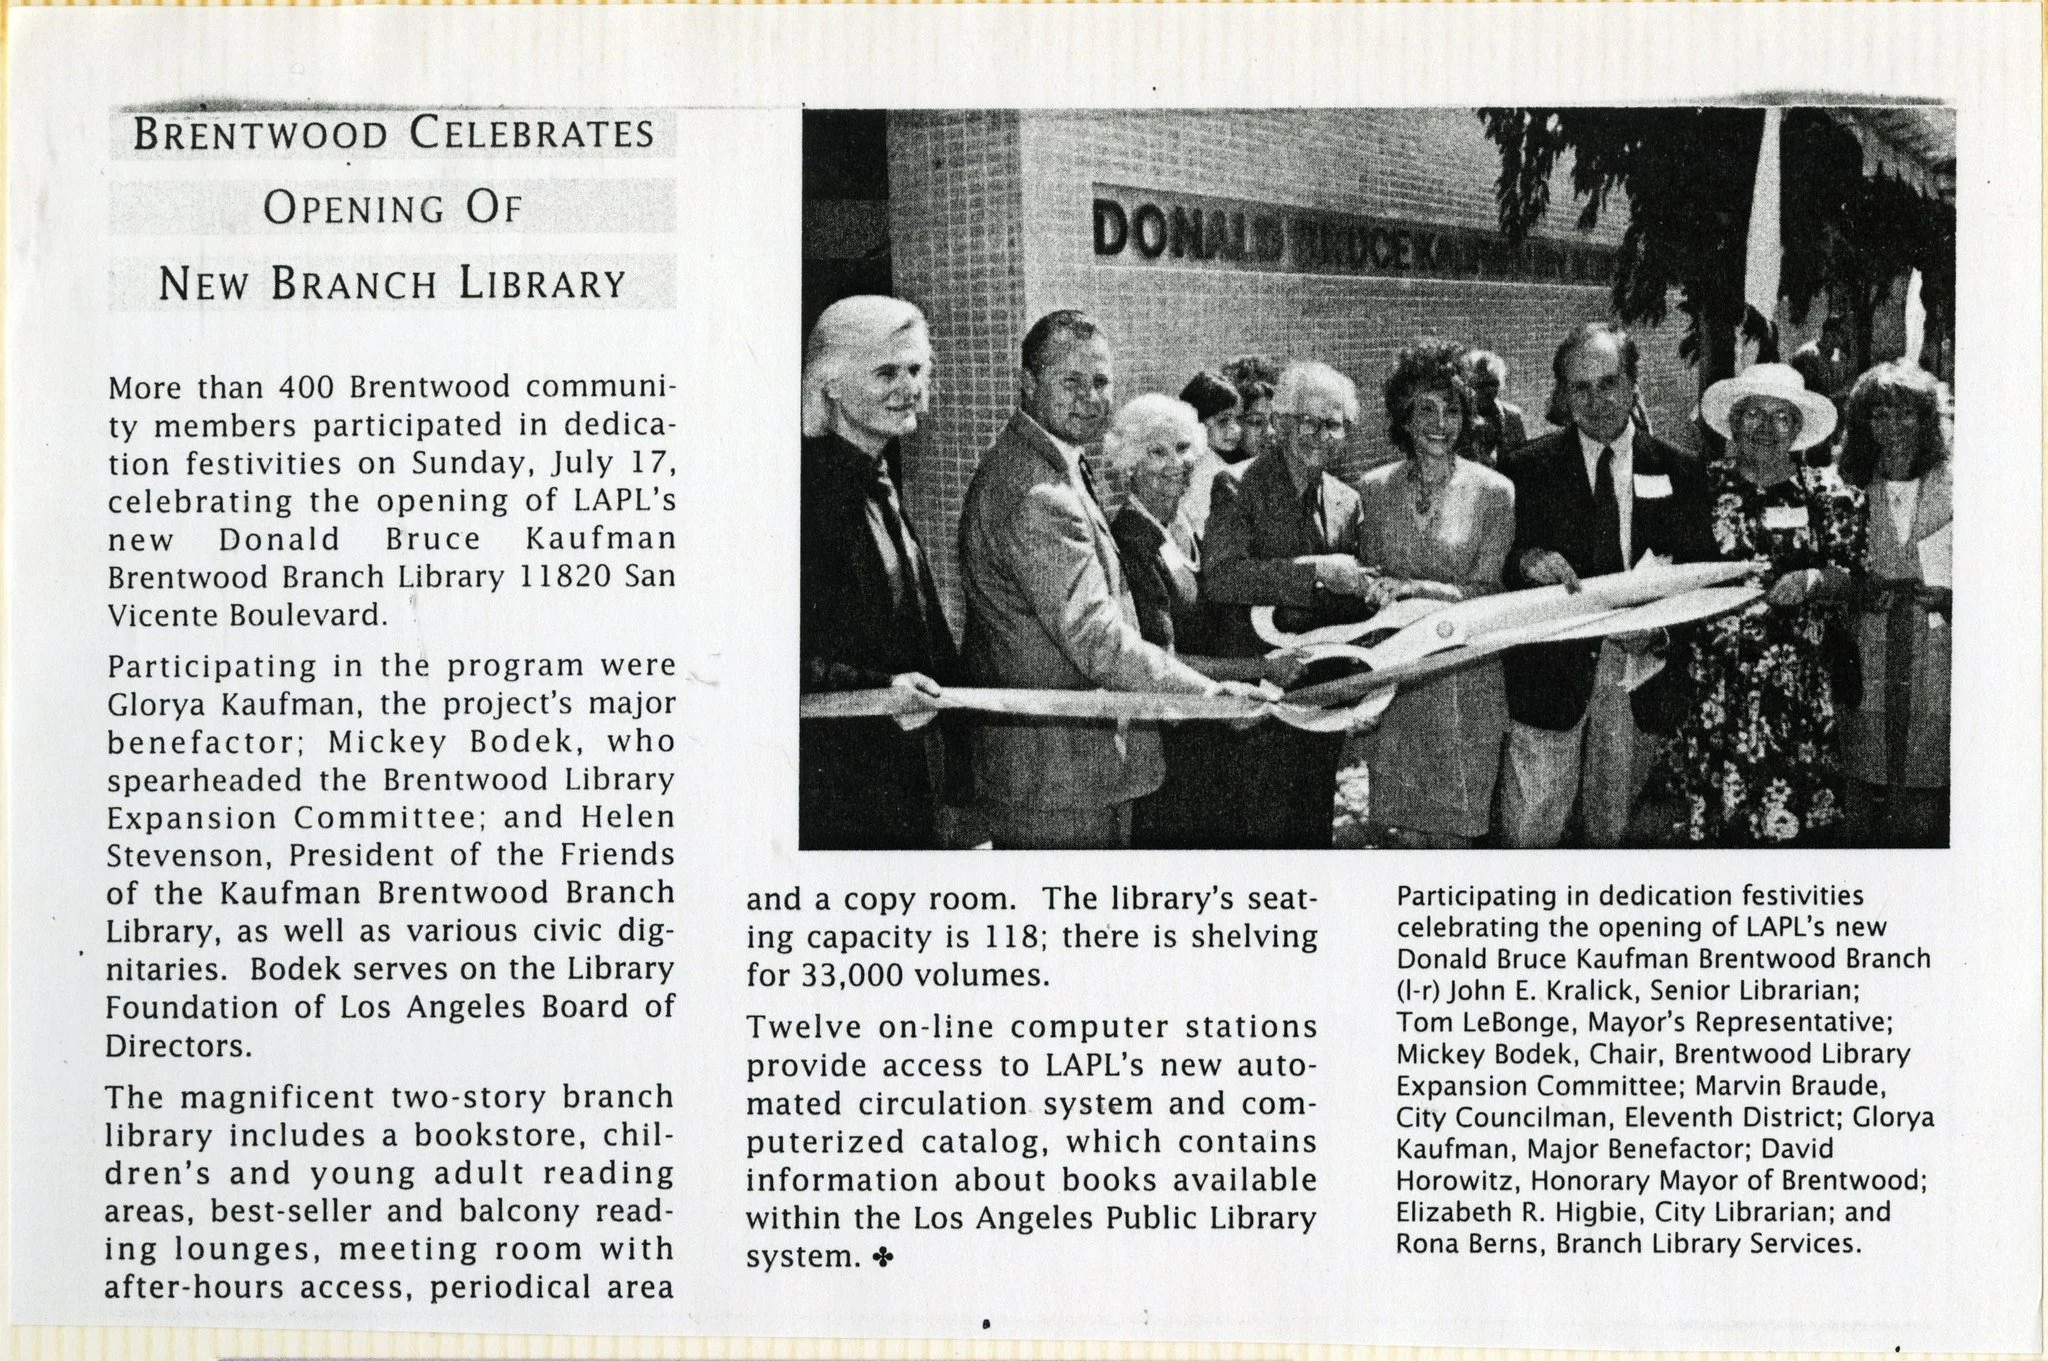 BRENTWOOD CELEBRATES
OPENING OF
NEW BRANCH LIBRARY
More than 400 Brentwood communi-
ty members participated in dedica-
tion festivities on Sunday, July 17,
celebrating the opening of LAPL's
new Donald Bruce Kaufman
Brentwood Branch Library 11820 San
Vicente Boulevard.
Participating in the program were
Glorya Kaufman, the project's major
benefactor; Mickey Bodek, who
spearheaded the Brentwood Library
Expansion Committee; and Helen
Stevenson, President of the Friends
of the Kaufman Brentwood Branch
Library, as well as various civic dig-
nitaries. Bodek serves on the Library
Foundation of Los Angeles Board of
Directors.
The magnificent two-story branch
library includes a bookstore, chil-
dren's and young adult reading
areas, best-seller and balcony read-
ing lounges, meeting room with
after-hours access, periodical area
DONALD BRUCE
and a copy room. The library's seat-
ing capacity is 118; there is shelving
for 33,000 volumes.
Twelve on-line computer stations
provide access to LAPL's new auto-
mated circulation system and com-
puterized catalog, which contains
information about books available
within the Los Angeles Public Library
system. ✤
Participating in dedication festivities
celebrating the opening of LAPL's new
Donald Bruce Kaufman Brentwood Branch
(l-r) John E. Kralick, Senior Librarian;
Tom LeBonge, Mayor's Representative;
Mickey Bodek, Chair, Brentwood Library
Expansion Committee; Marvin Braude,
City Councilman, Eleventh District; Glorya
Kaufman, Major Benefactor; David
Horowitz, Honorary Mayor of Brentwood;
Elizabeth R. Higbie, City Librarian; and
Rona Berns, Branch Library Services.